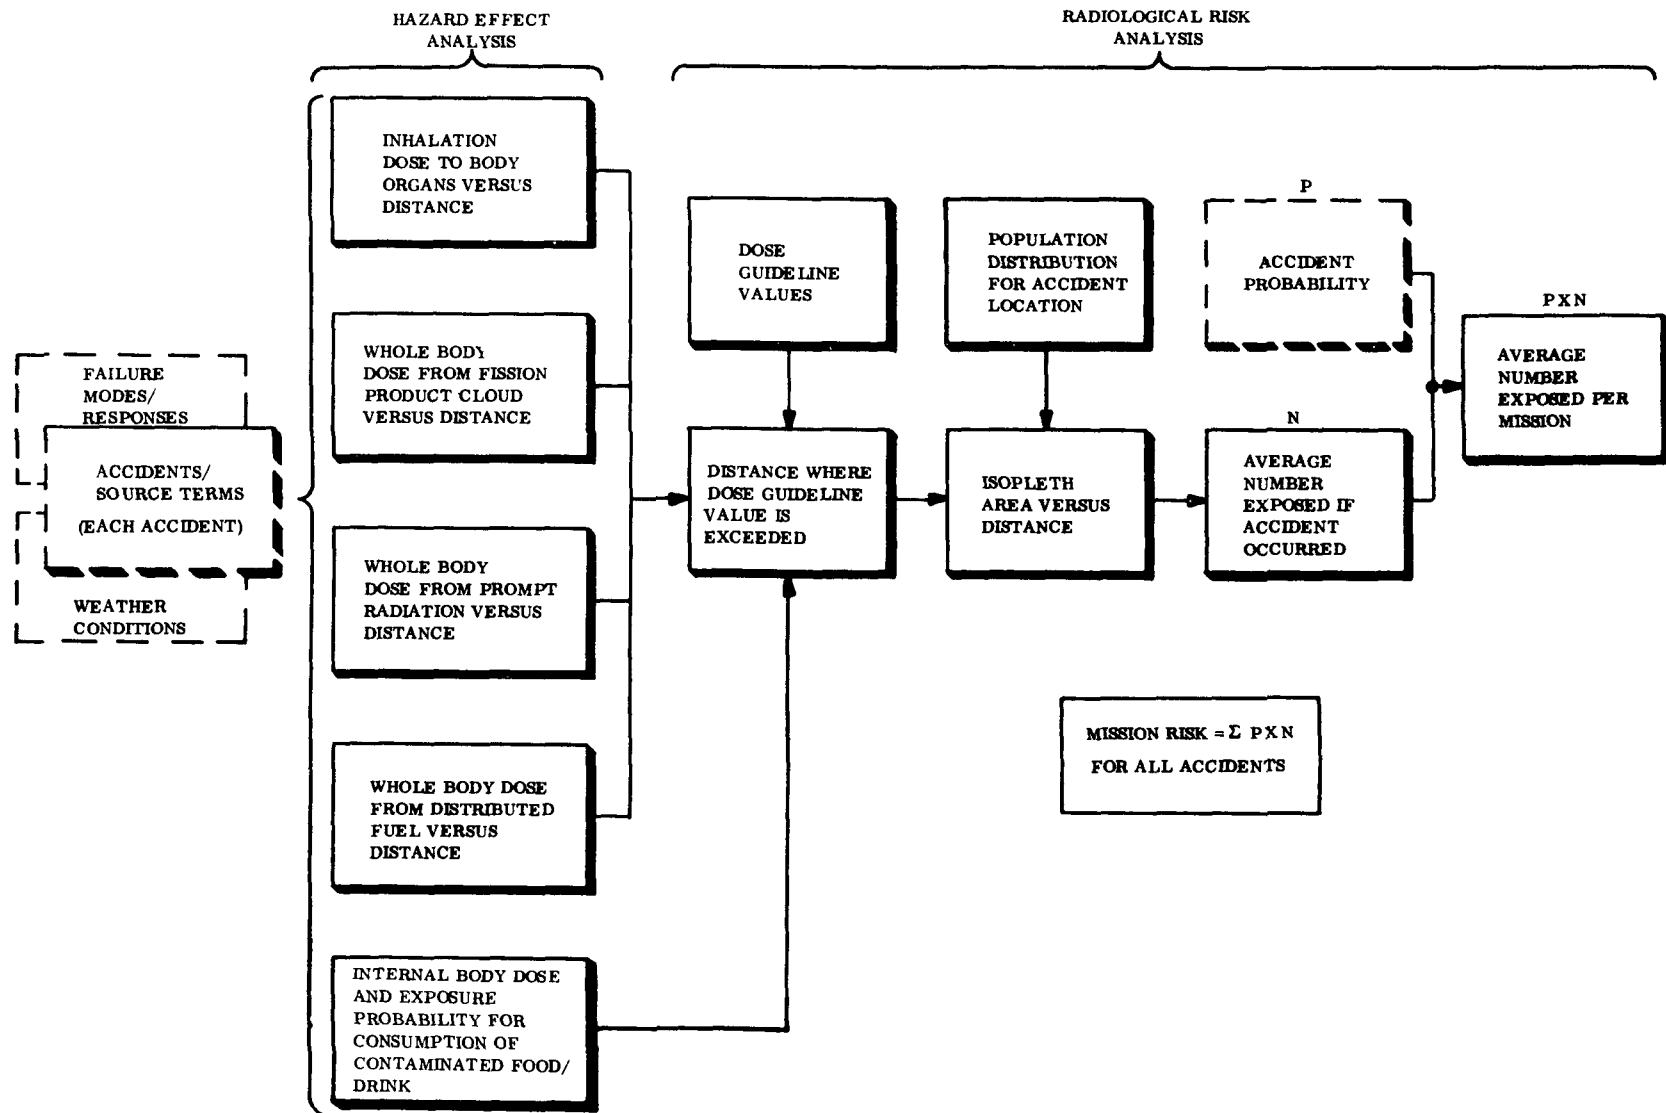 HAZARD EFFECT
ANALYSIS
RADIOLOGICAL RISK
ANALYSIS
FAILURE
MODES/
RESPONSES
ACCIDENTS/
SOURCE TERMS
(EACH ACCIDENT)
WEATHER
CONDITIONS
INHALATION
DOSE TO BODY
ORGANS VERSUS
DISTANCE
WHOLE BODY
DOSE FROM FISSION
PRODUCT CLOUD
VERSUS DISTANCE
WHOLE BODY
DOSE FROM PROMPT
RADIATION VERSUS
DISTANCE
WHOLE BODY DOSE
FROM DISTRIBUTED
FUEL VERSUS
DISTANCE
INTERNAL BODY DOSE
AND EXPOSURE
PROBABILITY FOR
CONSUMPTION OF
CONTAMINATED FOOD/
DRINK
DOSE
GUIDELINE
VALUES
DISTANCE WHERE
DOSE GUIDELINE
VALUE IS
EXCEEDED
POPULATION
DISTRIBUTION
FOR ACCIDENT
LOCATION
ISOPLETH
AREA VERSUS
DISTANCE
P
ACCIDENT
PROBABILITY
N
AVERAGE
NUMBER
EXPOSED IF
ACCIDENT
OCCURRED
PXN
AVERAGE
NUMBER
EXPOSED PER
MISSION
MISSION RISK = Σ PXN
FOR ALL ACCIDENTS